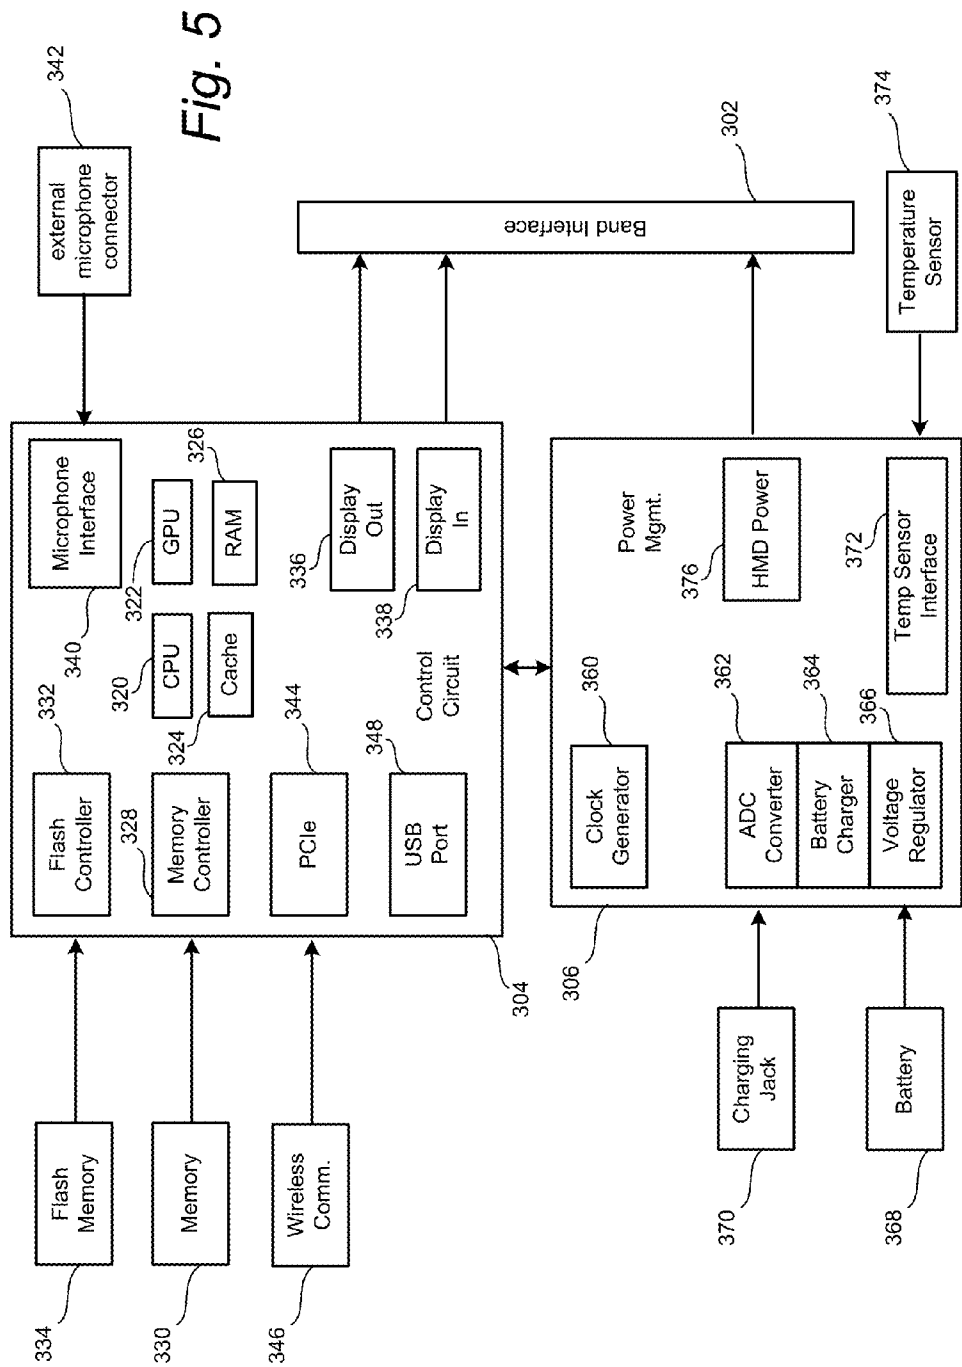 334
Flash
Memory
330
Memory
346
Wireless
Comm.
332
Flash
Controller
328
Memory
Controller
344
PCIe
348
USB
Port
304
340
Microphone
Interface
320
CPU
322
GPU
324
Cache
326
RAM
336
Display
Out
338
Display
In
Control
Circuit
342
external
microphone
connector
Fig. 5
302
Band Interface
370
Charging
Jack
368
Battery
306
360
Clock
Generator
362
ADC
Converter
364
Battery
Charger
366
Voltage
Regulator
Power
Mgmt.
376
HMD Power
372
Temp Sensor
Interface
374
Temperature
Sensor